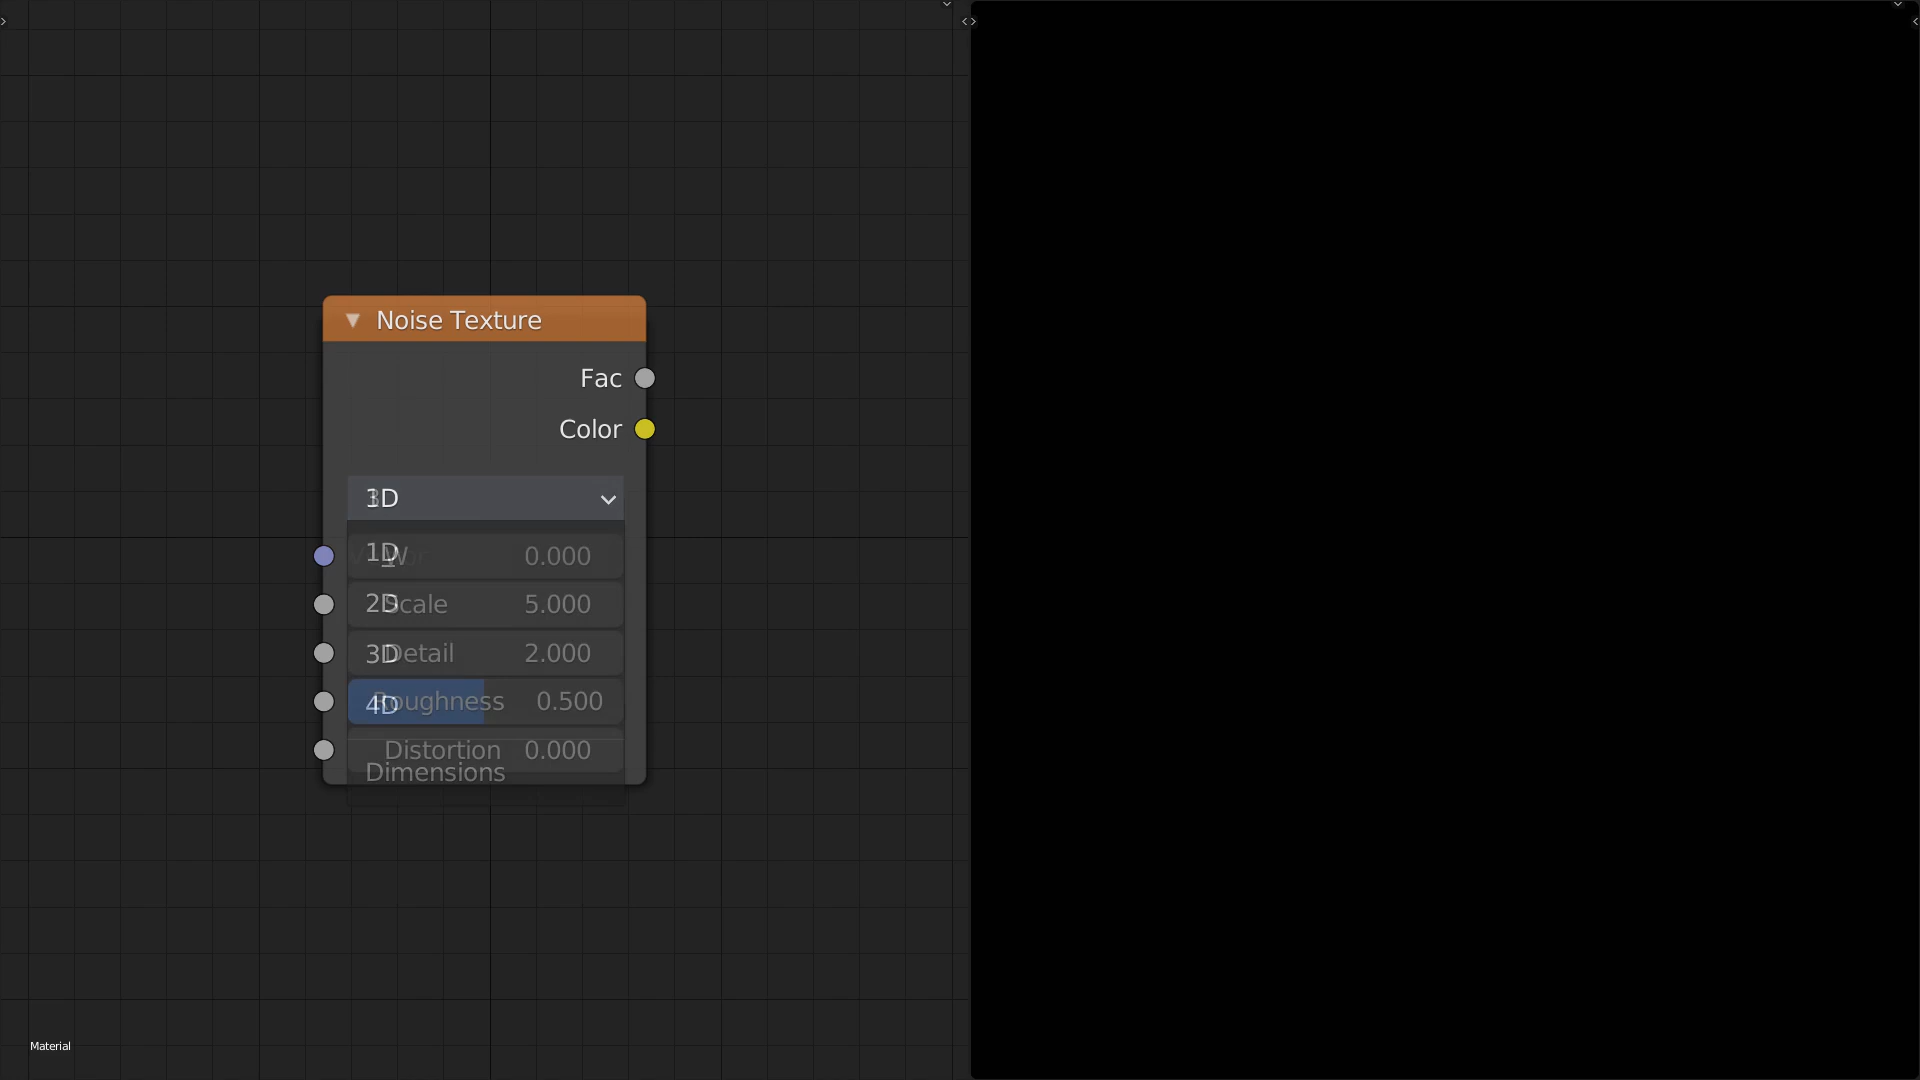 Noise Texture
Fac
Color
1D
1D
W 0.000
2D
Scale 5.000
3D
Detail 2.000
4D
Roughness 0.500
Distortion 0.000
Dimensions
Material